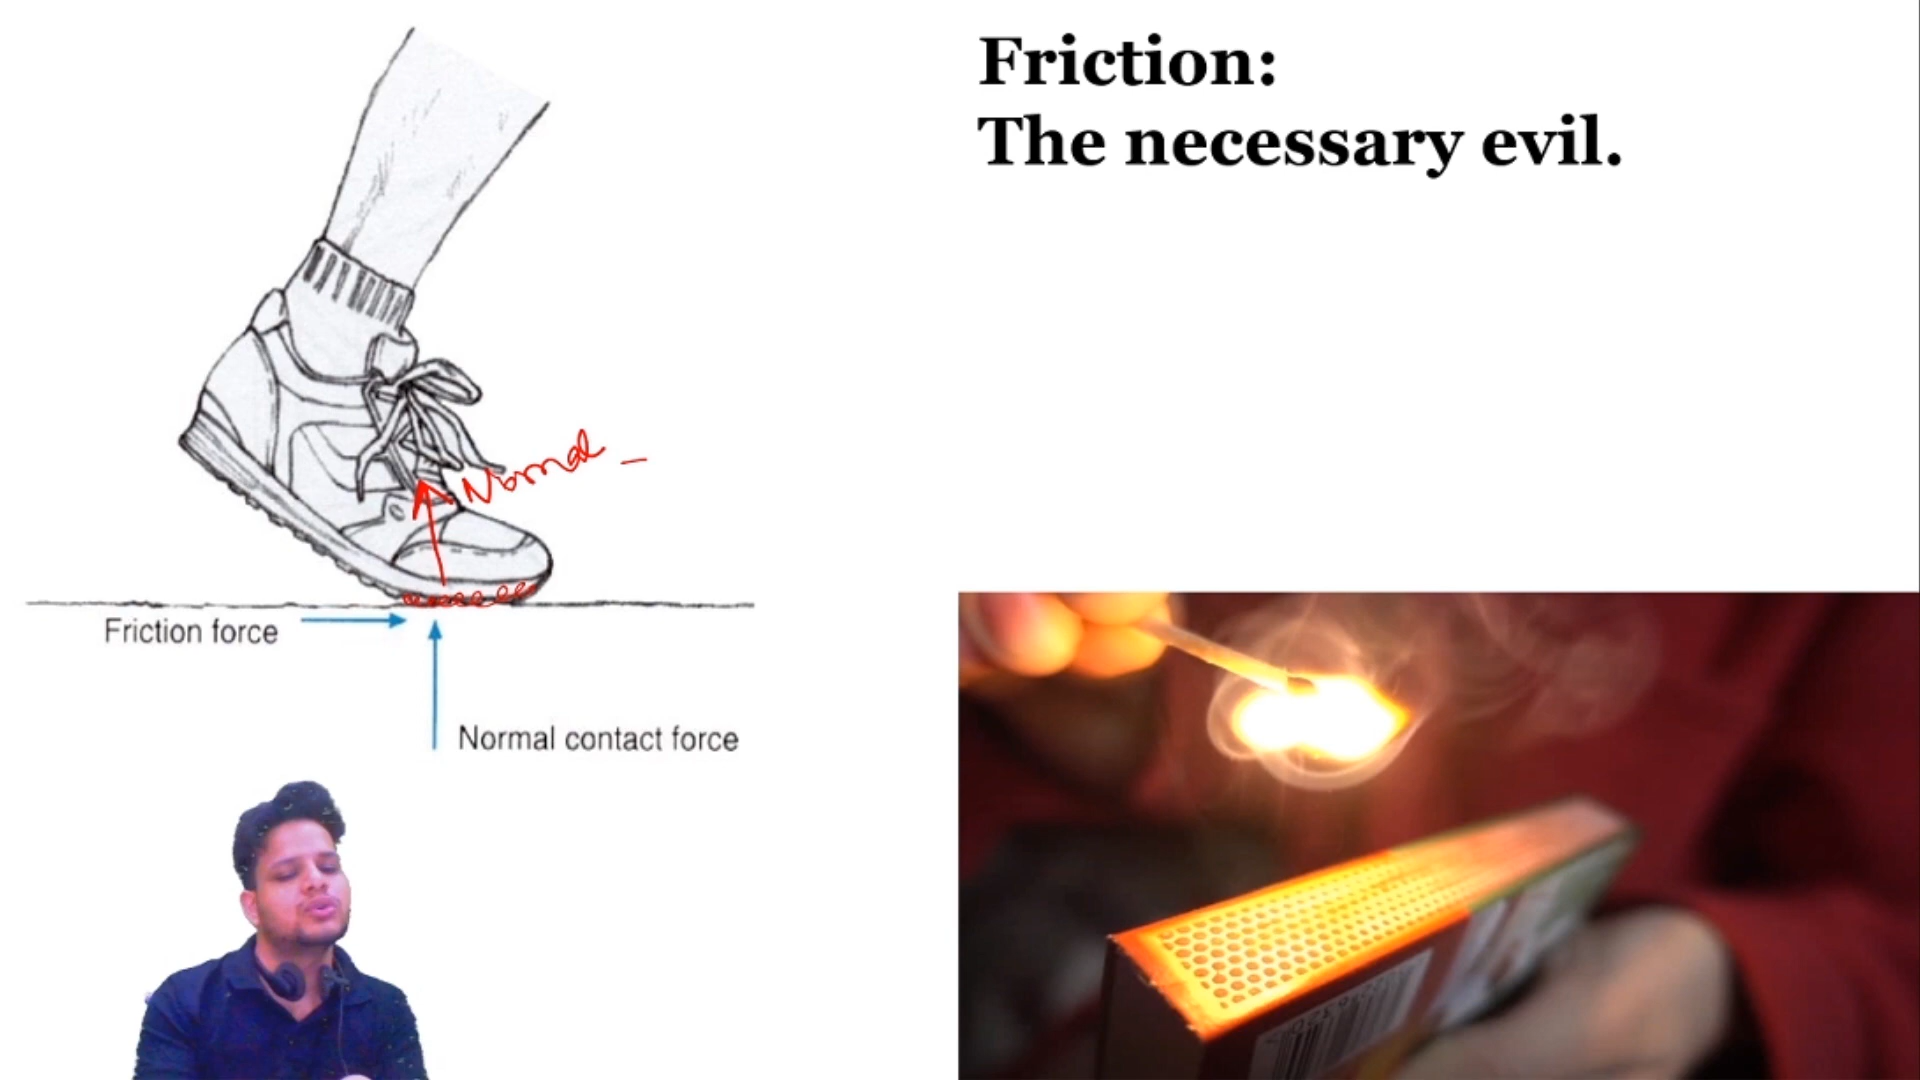 Friction:
The necessary evil.
Normal
Friction force
Normal contact force